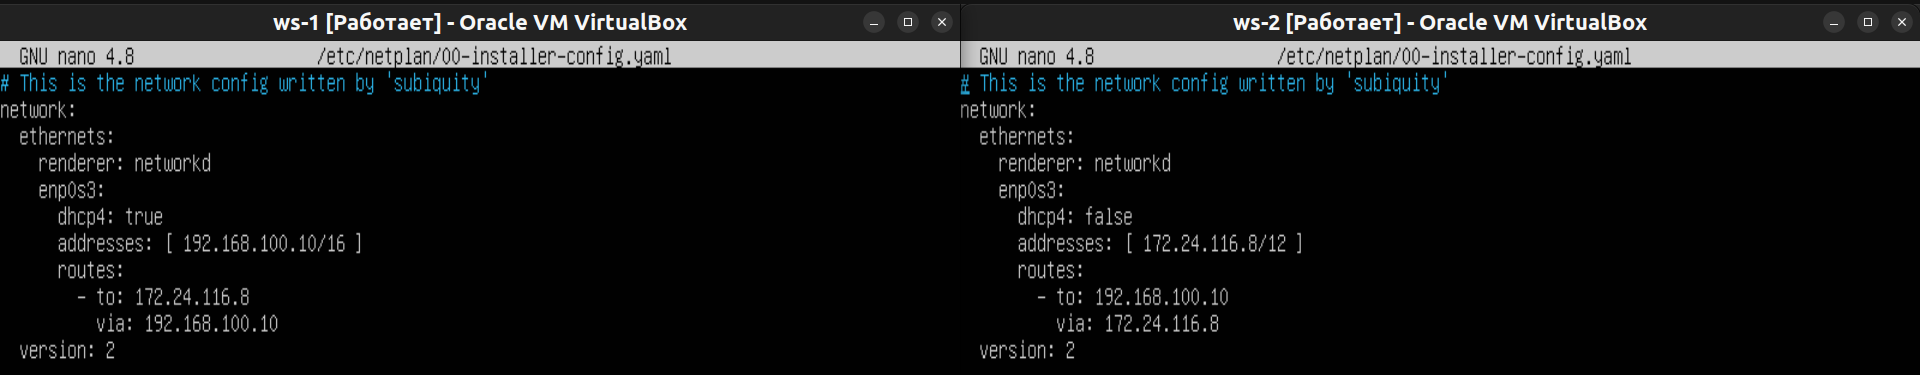 ws-1 [Работает] - Oracle VM VirtualBox
GNU nano 4.8 /etc/netplan/00-installer-config.yaml
# This is the network config written by 'subiquity'
network:
  ethernets:
    renderer: networkd
    enp0s3:
      dhcp4: true
      addresses: [ 192.168.100.10/16 ]
      routes:
        - to: 172.24.116.8
          via: 192.168.100.10
  version: 2
ws-2 [Работает] - Oracle VM VirtualBox
GNU nano 4.8 /etc/netplan/00-installer-config.yaml
# This is the network config written by 'subiquity'
network:
  ethernets:
    renderer: networkd
    enp0s3:
      dhcp4: false
      addresses: [ 172.24.116.8/12 ]
      routes:
        - to: 192.168.100.10
          via: 172.24.116.8
  version: 2